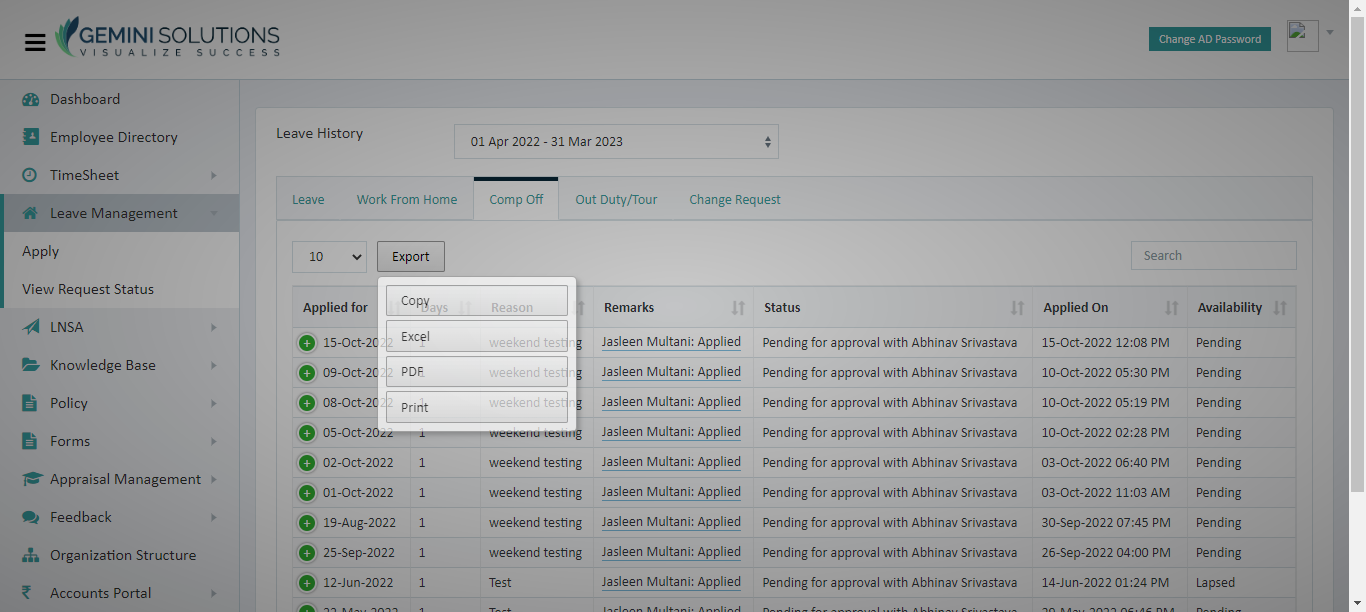 GEMINI SOLUTIONS
VISUALIZE SUCCESS
Change AD Password
Dashboard
Employee Directory
TimeSheet
Leave Management
Apply
View Request Status
LNSA
Knowledge Base
Policy
Forms
Appraisal Management
Feedback
Organization Structure
Accounts Portal
Leave History
01 Apr 2022 - 31 Mar 2023
Leave Work From Home Comp Off Out Duty/Tour Change Request
10 Export Search
Copy
Excel
PDF
Print
Applied for Days Reason Remarks Status Applied On Availability
15-Oct-2022 1 weekend testing Jasleen Multani: Applied Pending for approval with Abhinav Srivastava 15-Oct-2022 12:08 PM Pending
09-Oct-2022 weekend testing Jasleen Multani: Applied Pending for approval with Abhinav Srivastava 10-Oct-2022 05:30 PM Pending
08-Oct-2022 1 weekend testing Jasleen Multani: Applied Pending for approval with Abhinav Srivastava 10-Oct-2022 05:19 PM Pending
05-Oct-2022 1 weekend testing Jasleen Multani: Applied Pending for approval with Abhinav Srivastava 10-Oct-2022 02:28 PM Pending
02-Oct-2022 1 weekend testing Jasleen Multani: Applied Pending for approval with Abhinav Srivastava 03-Oct-2022 06:40 PM Pending
01-Oct-2022 1 weekend testing Jasleen Multani: Applied Pending for approval with Abhinav Srivastava 03-Oct-2022 11:03 AM Pending
19-Aug-2022 1 weekend testing Jasleen Multani: Applied Pending for approval with Abhinav Srivastava 30-Sep-2022 07:45 PM Pending
25-Sep-2022 1 weekend testing Jasleen Multani: Applied Pending for approval with Abhinav Srivastava 26-Sep-2022 04:00 PM Pending
12-Jun-2022 1 Test Jasleen Multani: Applied Pending for approval with Abhinav Srivastava 14-Jun-2022 01:24 PM Lapsed
22-May-2022 1 Test Jasleen Multani: Applied Pending for approval with Abhinav Srivastava 29-May-2022 06:46 PM